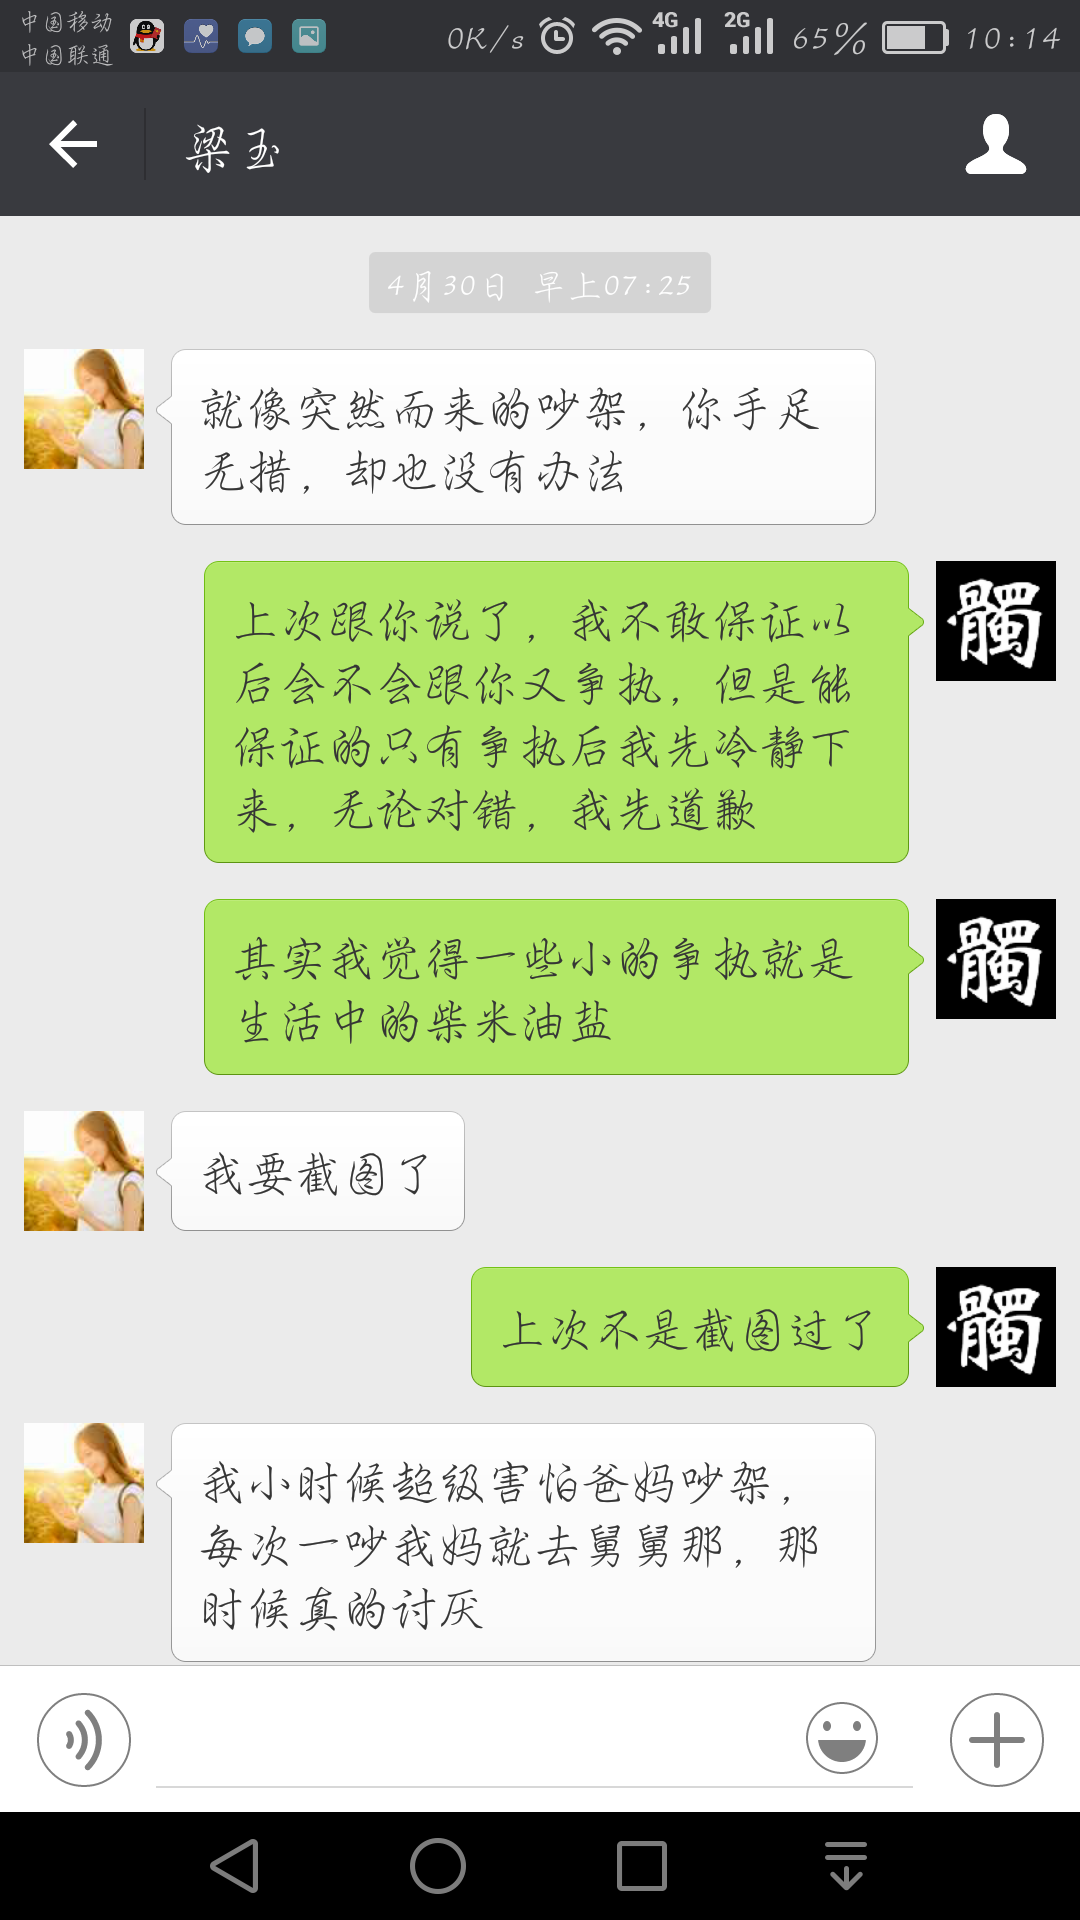 中国移动
中国联通
0K/s
4G
2G
65%
10:14
梁玉
4月30日 早上07:25
就像突然而来的吵架，你手足
无措，却也没有办法
上次跟你说了，我不敢保证以
后会不会跟你又争执，但是能
保证的只有争执后我先冷静下
来，无论对错，我先道歉
髑
其实我觉得一些小的争执就是
生活中的柴米油盐
髑
我要截图了
上次不是截图过了
髑
我小时候超级害怕爸妈吵架，
每次一吵我妈就去舅舅那，那
时候真的讨厌